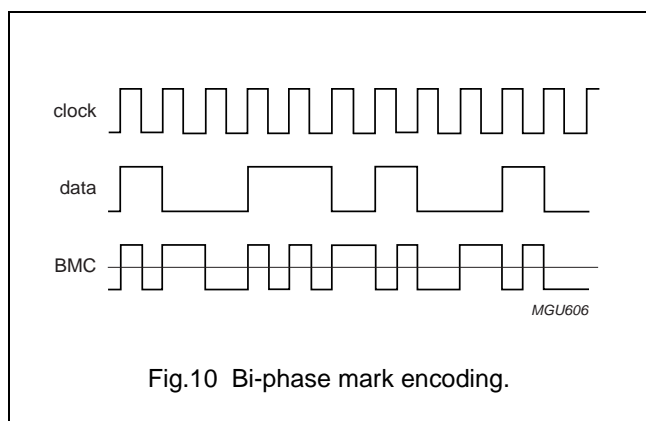 clock
data
BMC
MGU606
Fig.10 Bi-phase mark encoding.